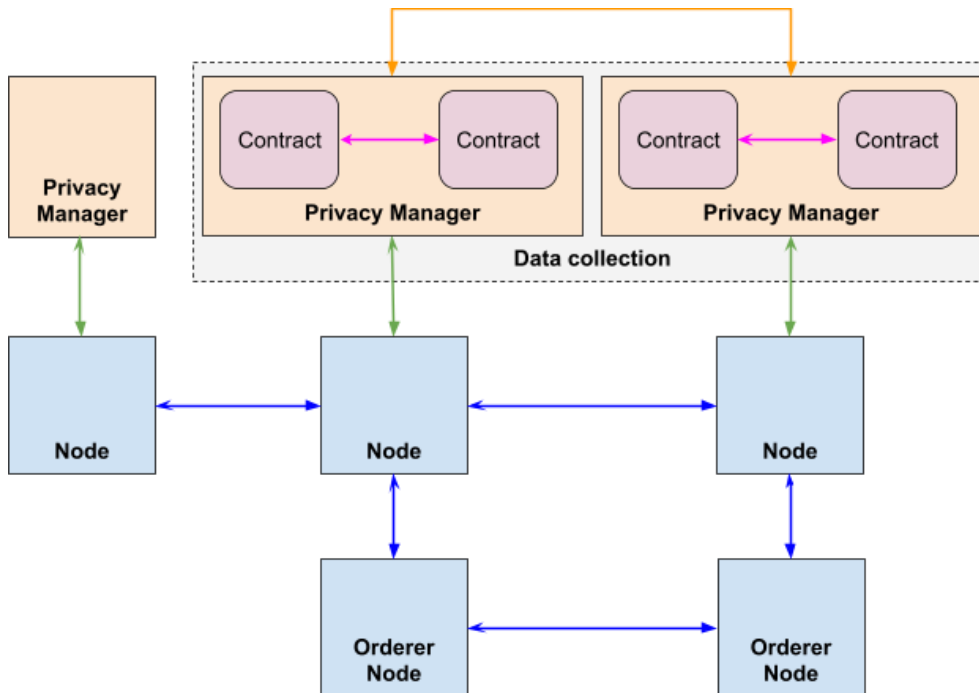 Contract
Contract
Contract
Contract
Privacy
Manager
Privacy Manager
Privacy Manager
Data collection
Node
Node
Node
Orderer
Node
Orderer
Node